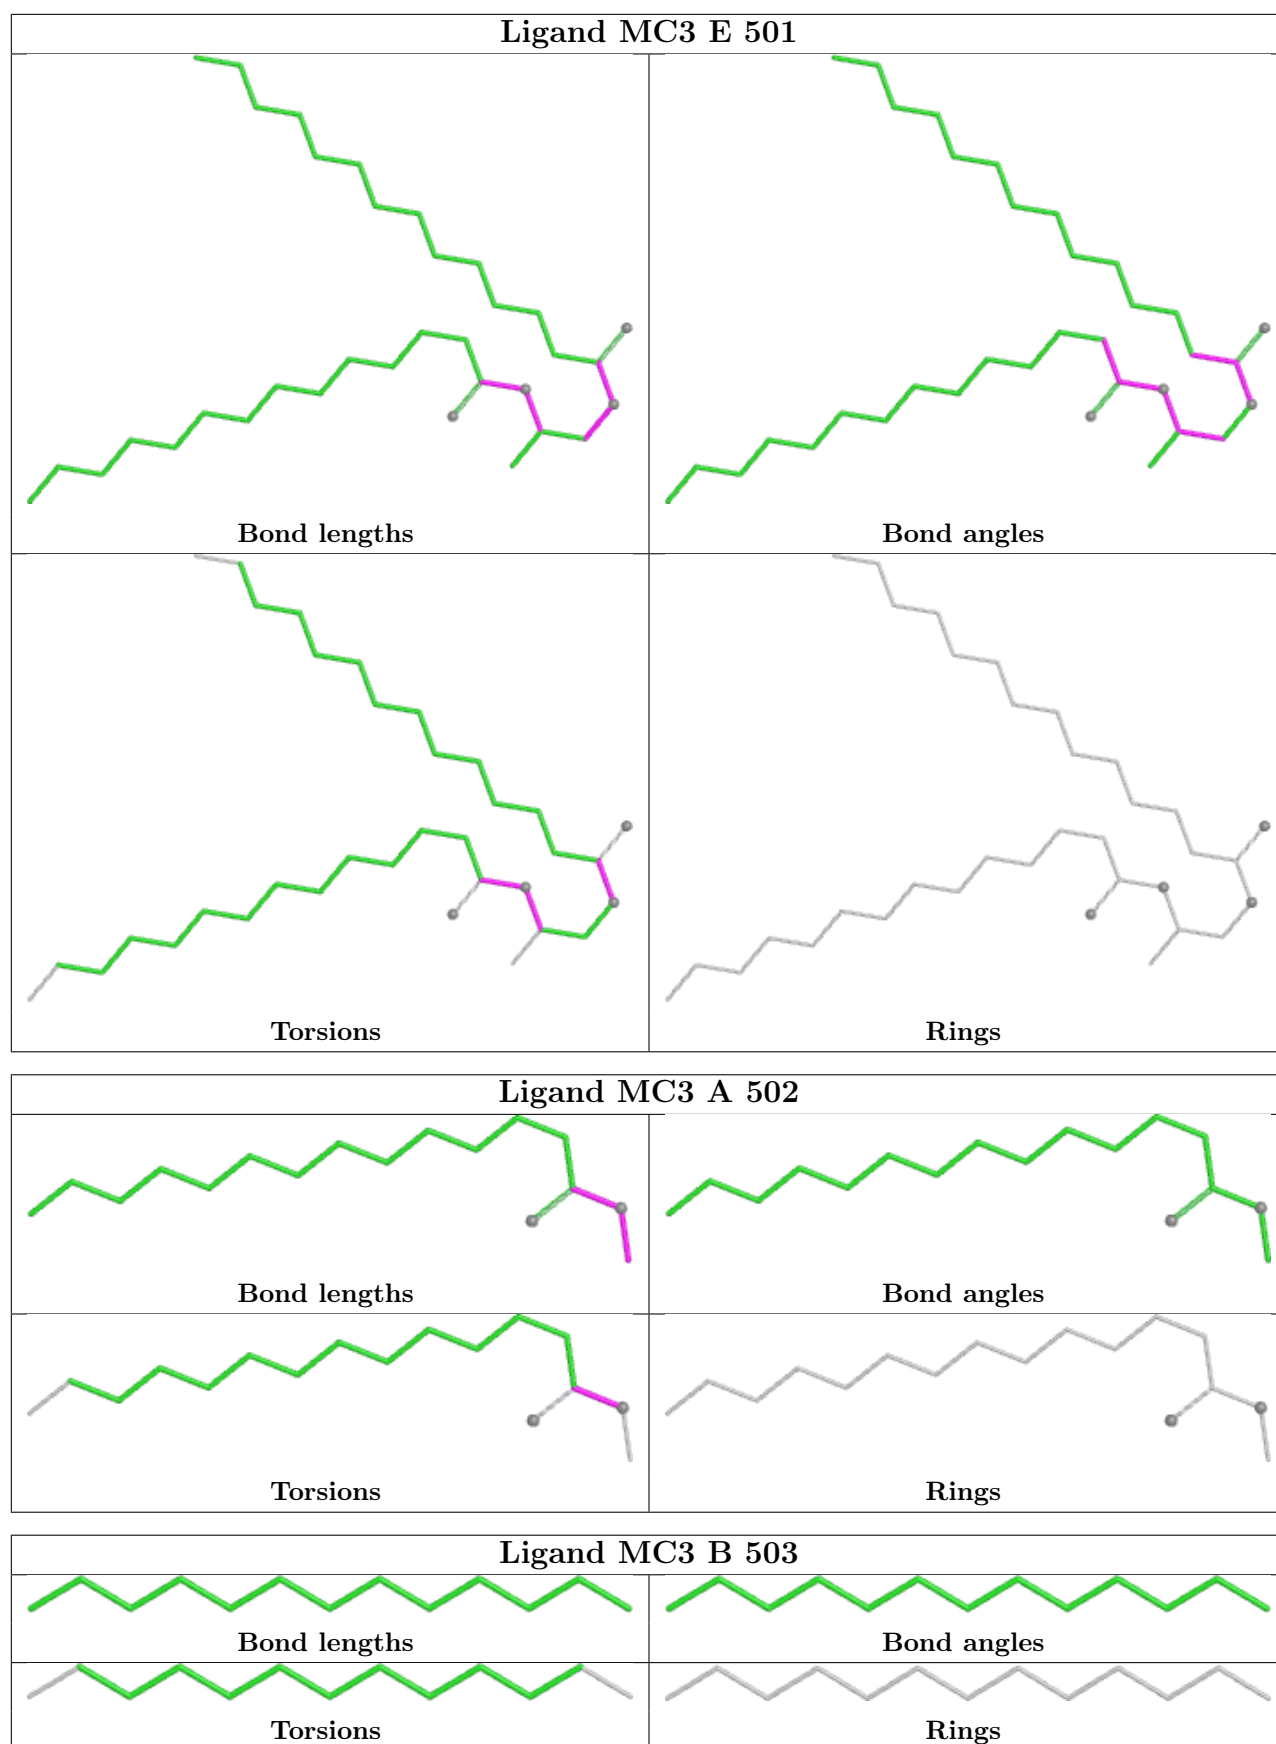 Ligand MC3 E 501
Bond lengths
Bond angles
Torsions
Rings
Ligand MC3 A 502
Bond lengths
Bond angles
Torsions
Rings
Ligand MC3 B 503
Bond lengths
Bond angles
Torsions
Rings